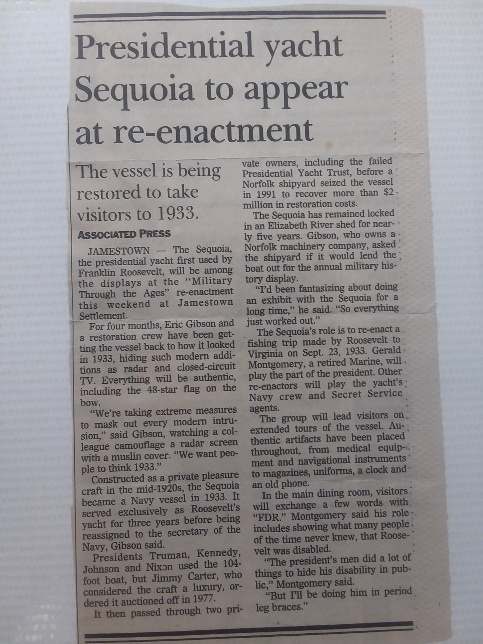 Presidential yacht
Sequoia to appear
at re-enactment
The vessel is being
restored to take
visitors to 1933.
ASSOCIATED PRESS
JAMESTOWN — The Sequoia,
the presidential yacht first used by
Franklin Roosevelt, will be among
the displays at the "Military
Through the Ages" re-enactment
this weekend at Jamestown
Settlement.
For four months, Eric Gibson and
a restoration crew have been get-
ting the vessel back to how it looked
in 1933, hiding such modern addi-
tions as radar and closed-circuit
TV. Everything will be authentic,
including the 48-star flag on the
bow.
"We're taking extreme measures
to mask out every modern intru-
sion," said Gibson, watching a col-
league camouflage a radar screen
with a muslin cover. "We want peo-
ple to think 1933."
Constructed as a private pleasure
craft in the mid-1920s, the Sequoia
became a Navy vessel in 1933. It
served exclusively as Roosevelt's
yacht for three years before being
reassigned to the secretary of the
Navy, Gibson said.
Presidents Truman, Kennedy,
Johnson and Nixon used the 104-
foot boat, but Jimmy Carter, who
considered the craft a luxury, or-
dered it auctioned off in 1977.
It then passed through two pri-
vate owners, including the failed
Presidential Yacht Trust, before a
Norfolk shipyard seized the vessel
in 1991 to recover more than $2
million in restoration costs.
The Sequoia has remained locked
in an Elizabeth River shed for near-
ly five years. Gibson, who owns a
Norfolk machinery company, asked
the shipyard if it would lend the
boat out for the annual military his-
tory display.
"I'd been fantasizing about doing
an exhibit with the Sequoia for a
long time," he said. "So everything
just worked out."
The Sequoia's role is to re-enact a
fishing trip made by Roosevelt to
Virginia on Sept. 23, 1933. Gerald
Montgomery, a retired Marine, will
play the part of the president. Other
re-enactors will play the yacht's
Navy crew and Secret Service
agents.
The group will lead visitors on
extended tours of the vessel. Au-
thentic artifacts have been placed
throughout, from medical equip-
ment and navigational instruments
to magazines, uniforms, a clock and
an old phone.
In the main dining room, visitors
will exchange a few words with
"FDR." Montgomery said his role
includes showing what many people
of the time never knew, that Roose-
velt was disabled.
"The president's men did a lot of
things to hide his disability in pub-
lic," Montgomery said.
"But I'll be doing him in period
leg braces."